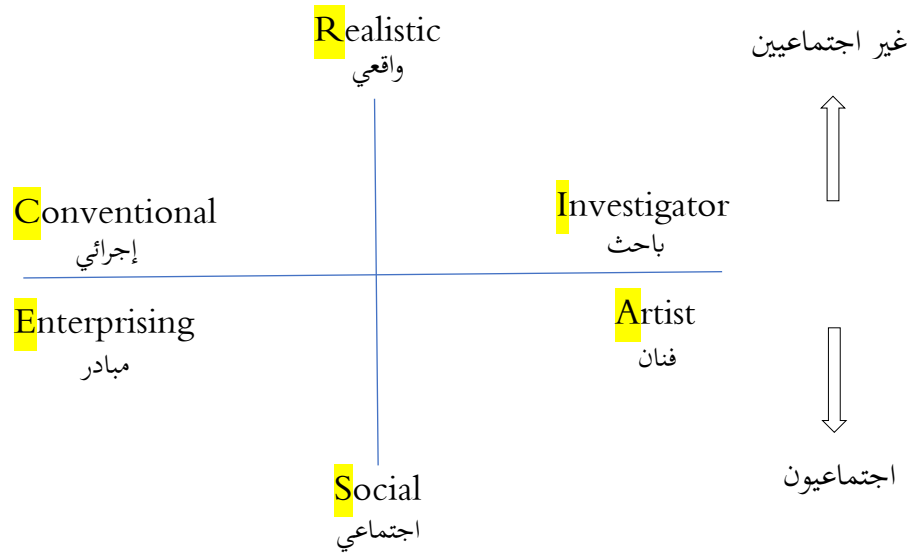 Realistic
واقعي
غير اجتماعيين
Conventional
إجرائي
Investigator
باحث
Enterprising
مبادر
Artist
فنان
Social
اجتماعي
اجتماعيون